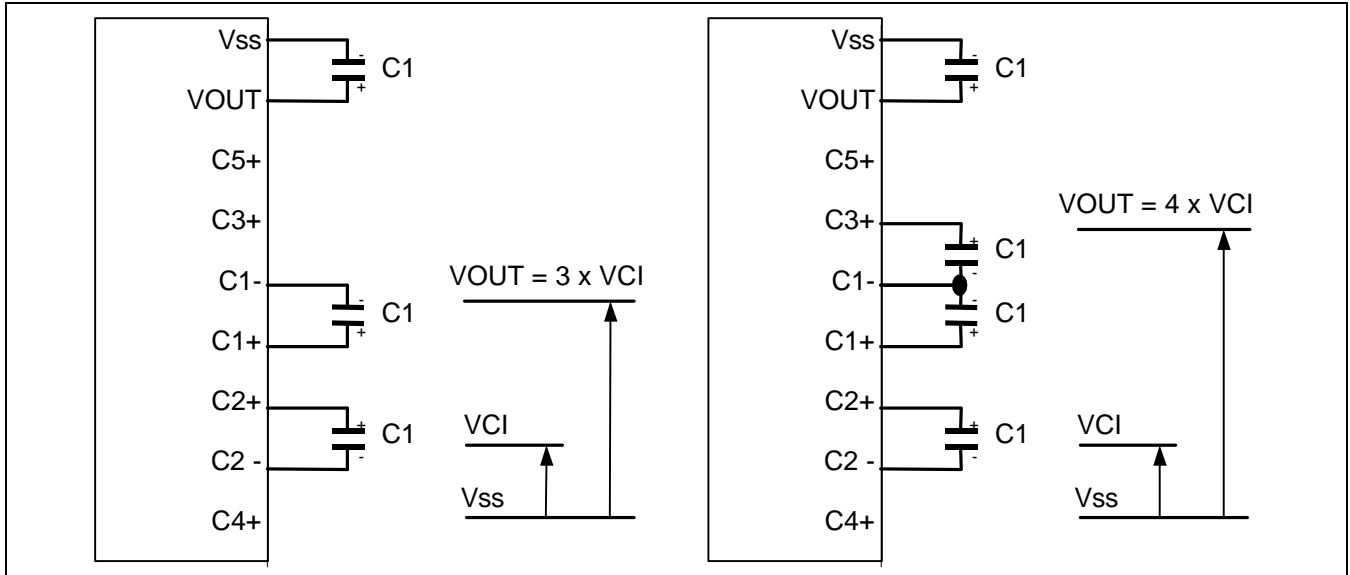 Vss
- C1
+
VOUT
C5+
C3+
C1-
- C1
+
C1+
C2+
+ C1
-
C2 -
C4+
VOUT = 3 x VCI
VCI
Vss
Vss
- C1
+
VOUT
C5+
C3+
+ C1
-
C1-
- C1
+
C1+
C2+
+ C1
-
C2 -
C4+
VOUT = 4 x VCI
VCI
Vss